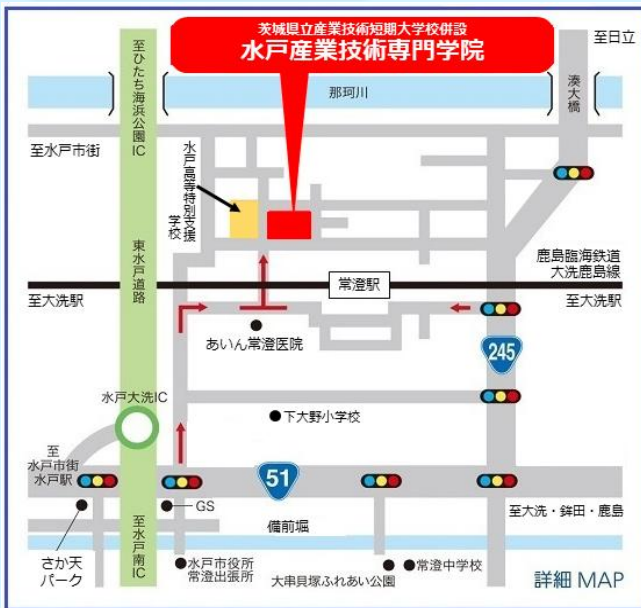 茨城県立産業技術短期大学校併設
水戸産業技術専門学院
至ひたち海浜公園IC
至日立
那珂川
湊大橋
至水戸市街
水戸高等特別支援
学校
東水戸道路
鹿島臨海鉄道
大洗鹿島線
常澄駅
至大洗駅
至大洗駅
あいん常澄医院
245
水戸大洗IC
下大野小学校
至
水戸市街
水戸駅
51
GS
至大洗・鉾田・鹿島
備前堀
さか天
パーク
至水戸南IC
水戸市役所
常澄出張所
大串貝塚ふれあい公園
常澄中学校
詳細 MAP